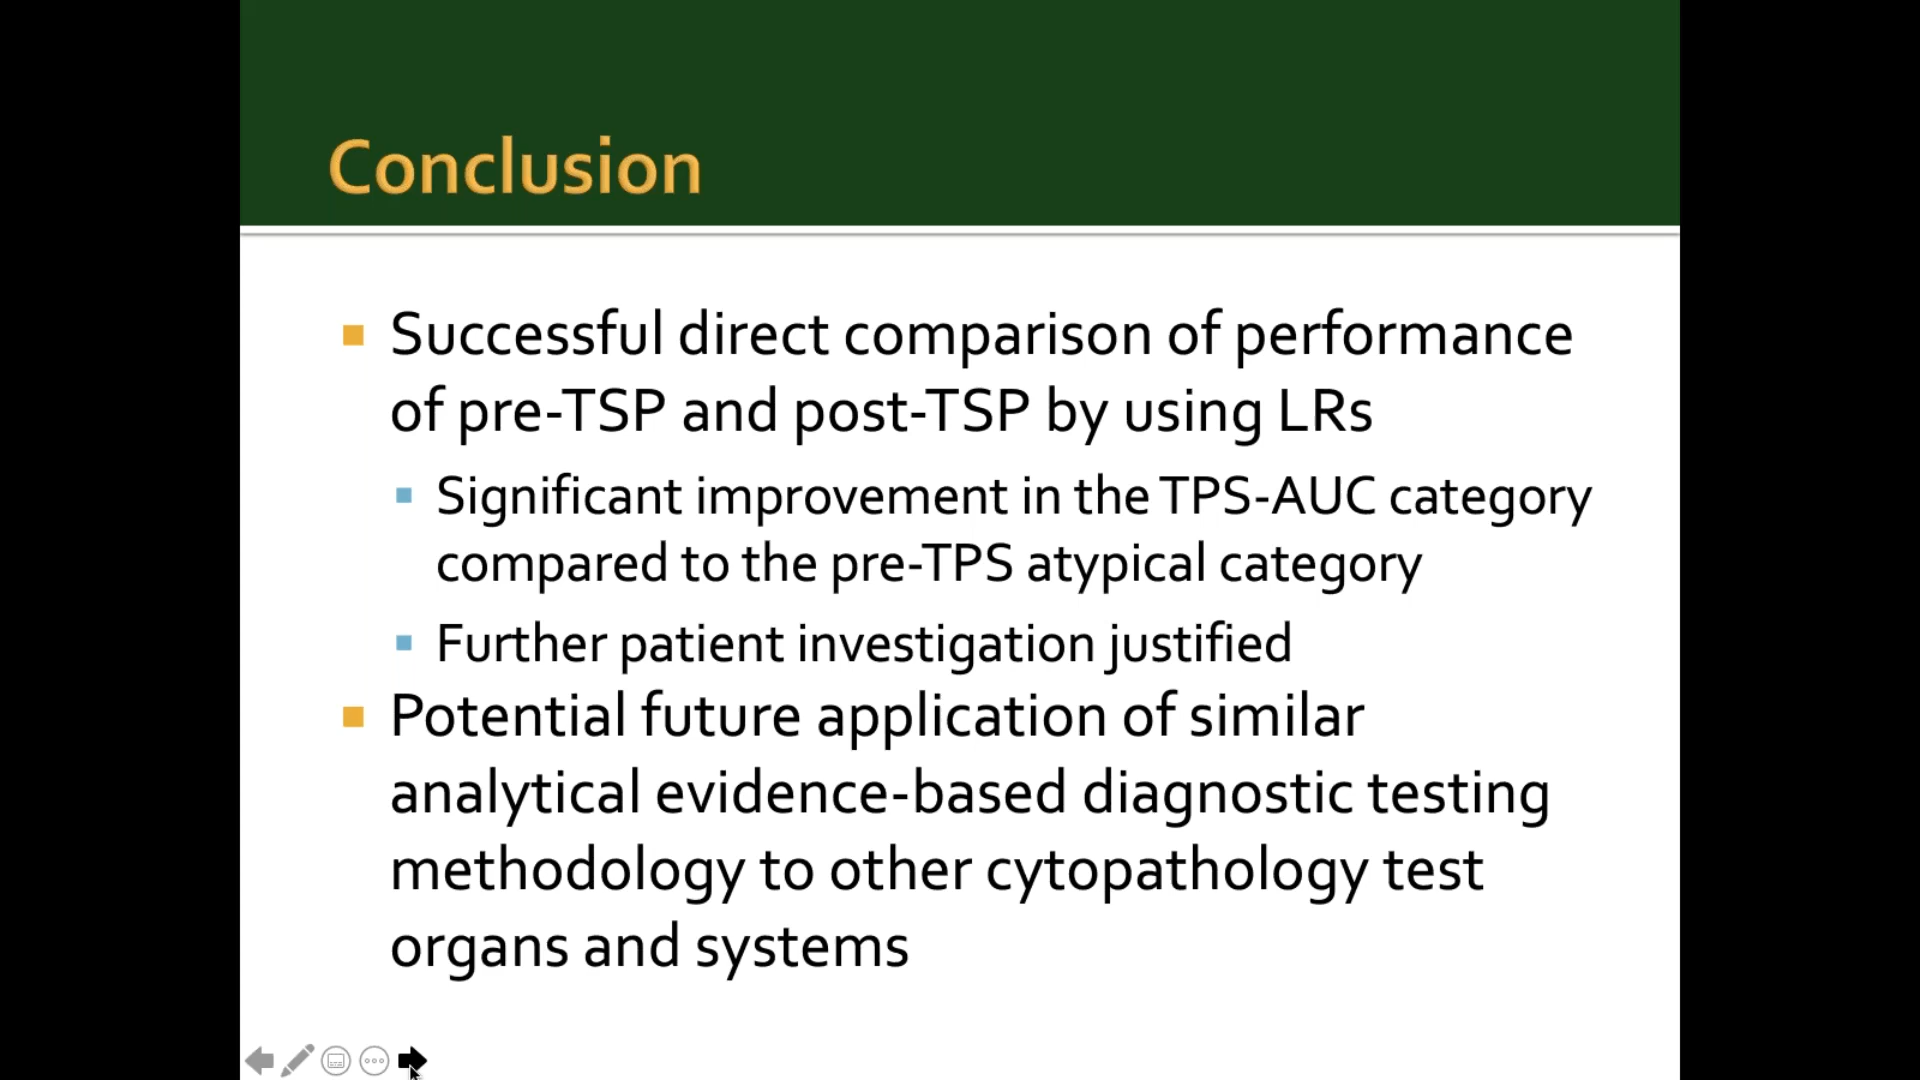 Conclusion
Successful direct comparison of performance
of pre-TSP and post-TSP by using LRs
Significant improvement in the TPS-AUC category
compared to the pre-TPS atypical category
Further patient investigation justified
Potential future application of similar
analytical evidence-based diagnostic testing
methodology to other cytopathology test
organs and systems